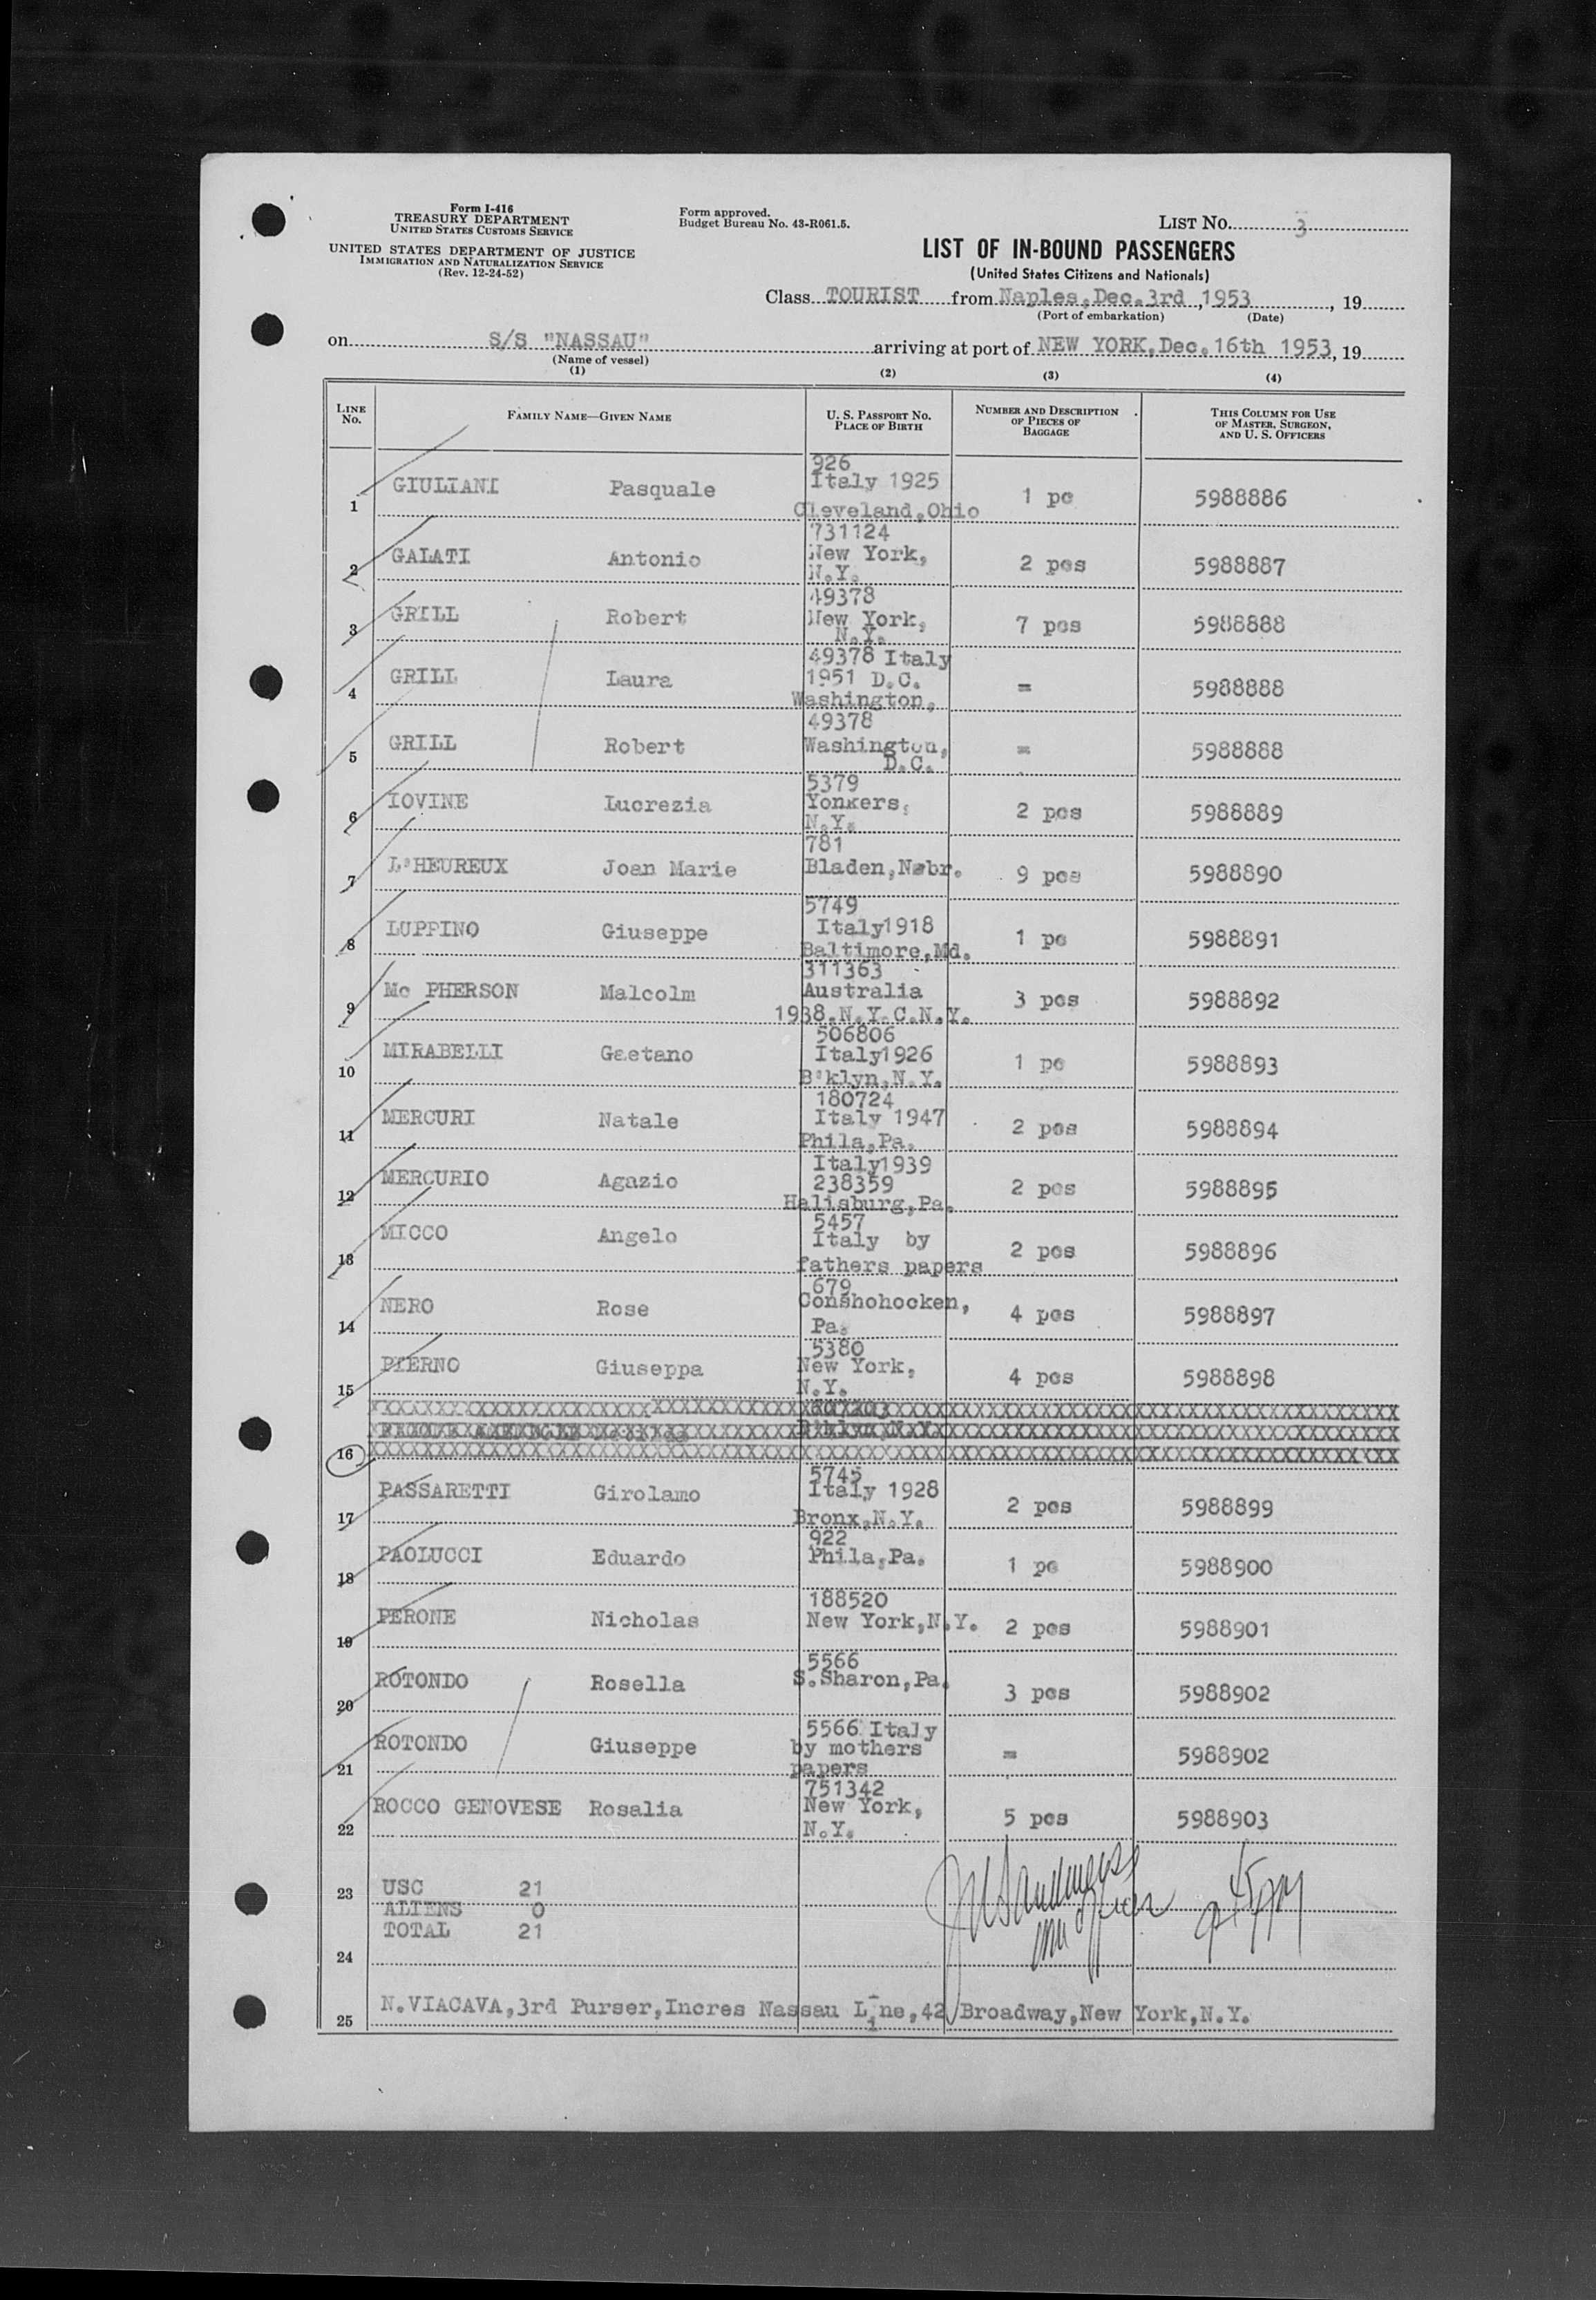 Form I-416
TREASURY DEPARTMENT
UNITED STATES CUSTOMS SERVICE
UNITED STATES DEPARTMENT OF JUSTICE
IMMIGRATION AND NATURALIZATION SERVICE
(Rev. 12-24-52)
Form approved.
Budget Bureau No. 43-R061.5.
LIST No. 3
LIST OF IN-BOUND PASSENGERS
(United States Citizens and Nationals)
Class TOURIST from Naples,Dec.3rd ,1953, 19
(Port of embarkation) (Date)
on S/S "NASSAU" arriving at port of NEW YORK,Dec.16th 1953, 19
(Name of vessel)
(1) (2) (3) (4)
LINE No. FAMILY NAME—GIVEN NAME U. S. PASSPORT No. PLACE OF BIRTH NUMBER AND DESCRIPTION OF PIECES OF BAGGAGE THIS COLUMN FOR USE OF MASTER, SURGEON, AND U. S. OFFICERS
926
1 GIULIANI Pasquale Italy 1925 1 pc 5988886
Cleveland,Ohio
731124
2 GALATI Antonio New York, 2 pcs 5988887
N.Y.
49378
3 GRILL Robert New York, 7 pcs 5988888
N.Y.
49378 Italy
4 GRILL Laura 1951 D.C. = 5988888
Washington,
49378
5 GRILL Robert Washington, = 5988888
D.C.
5379
6 IOVINE Lucrezia Yonkers, 2 pcs 5988889
N.Y.
781
7 L'HEUREUX Joan Marie Bladen,Nebr. 9 pcs 5988890
5749
8 LUPPINO Giuseppe Italy1918 1 pc 5988891
Baltimore,Md.
311363
9 Mc PHERSON Malcolm Australia 3 pcs 5988892
1938.N.Y.C.N.Y.
506806
10 MIRABELLI Gaetano Italy1926 1 pc 5988893
B'klyn,N.Y.
180724
11 MERCURI Natale Italy 1947 2 pcs 5988894
Phila,Pa.
Italy1939
12 MERCURIO Agazio 238359 2 pcs 5988895
Halisburg,Pa.
5457
13 MICCO Angelo Italy by 2 pcs 5988896
fathers papers
679
14 NERO Rose Conshohocken, 4 pcs 5988897
Pa.
5380
15 PIERNO Giuseppa New York, 4 pcs 5988898
N.Y.
16
5745
17 PASSARETTI Girolamo Italy 1928 2 pcs 5988899
Bronx,N.Y.
922
18 PAOLUCCI Eduardo Phila,Pa. 1 pc 5988900
188520
19 PERONE Nicholas New York,N.Y. 2 pcs 5988901
5566
20 ROTONDO Rosella S.Sharon,Pa. 3 pcs 5988902
5566 Italy
21 ROTONDO Giuseppe by mothers = 5988902
papers
751342
22 ROCCO GENOVESE Rosalia New York, 5 pcs 5988903
N.Y.
23 USC 21
ALIENS 0
TOTAL 21
24
25 N.VIACAVA,3rd Purser,Incres Nassau Line,42 Broadway,New York,N.Y.